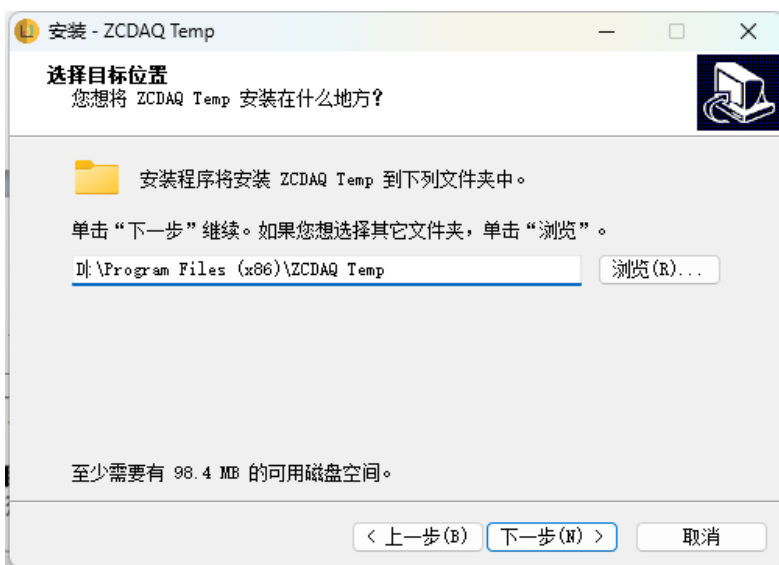 安装 - ZCDAQ Temp
选择目标位置
您想将 ZCDAQ Temp 安装在什么地方?
安装程序将安装 ZCDAQ Temp 到下列文件夹中。
单击“下一步”继续。如果您想选择其它文件夹,单击“浏览”。
D:\Program Files (x86)\ZCDAQ Temp
浏览(R)...
至少需要有 98.4 MB 的可用磁盘空间。
< 上一步(B) 下一步(N) > 取消